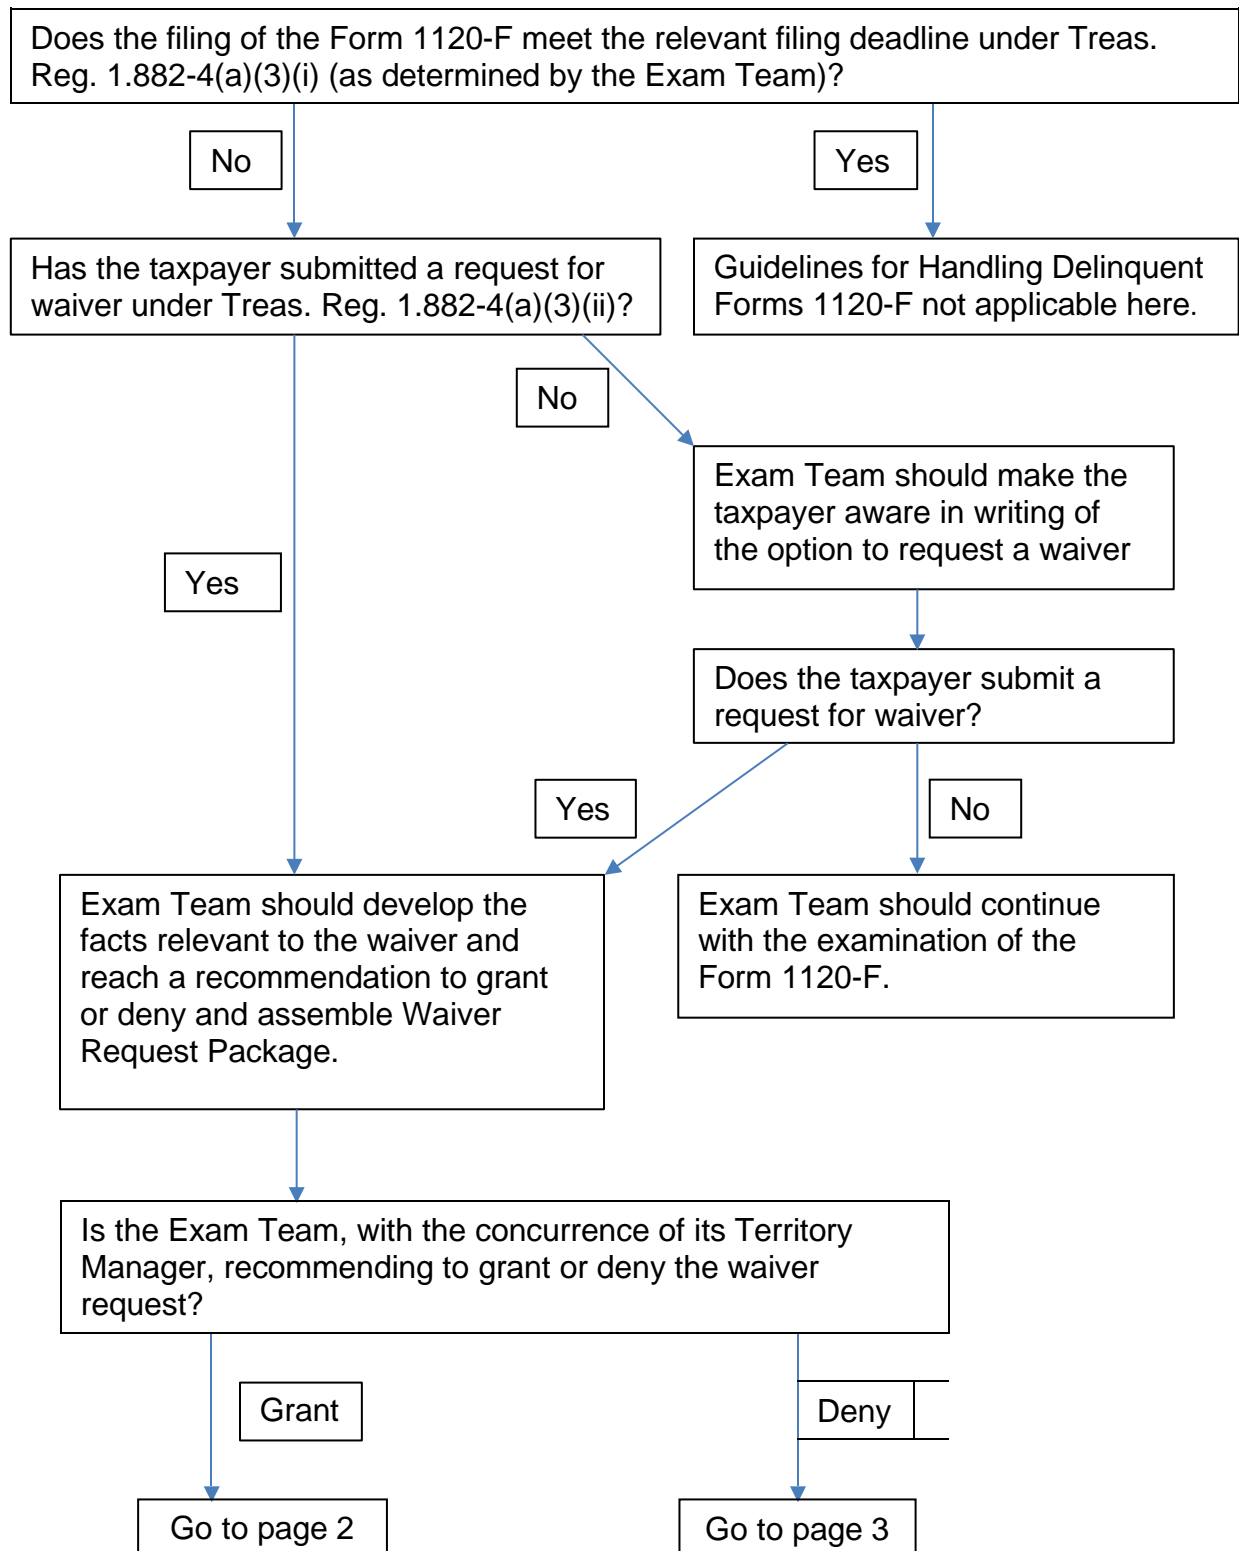 Does the filing of the Form 1120-F meet the relevant filing deadline under Treas.
Reg. 1.882-4(a)(3)(i) (as determined by the Exam Team)?
No
Yes
Has the taxpayer submitted a request for
waiver under Treas. Reg. 1.882-4(a)(3)(ii)?
Guidelines for Handling Delinquent
Forms 1120-F not applicable here.
No
Exam Team should make the
taxpayer aware in writing of
the option to request a waiver
Yes
Does the taxpayer submit a
request for waiver?
Yes
No
Exam Team should develop the
facts relevant to the waiver and
reach a recommendation to grant
or deny and assemble Waiver
Request Package.
Exam Team should continue
with the examination of the
Form 1120-F.
Is the Exam Team, with the concurrence of its Territory
Manager, recommending to grant or deny the waiver
request?
Grant
Deny
Go to page 2
Go to page 3